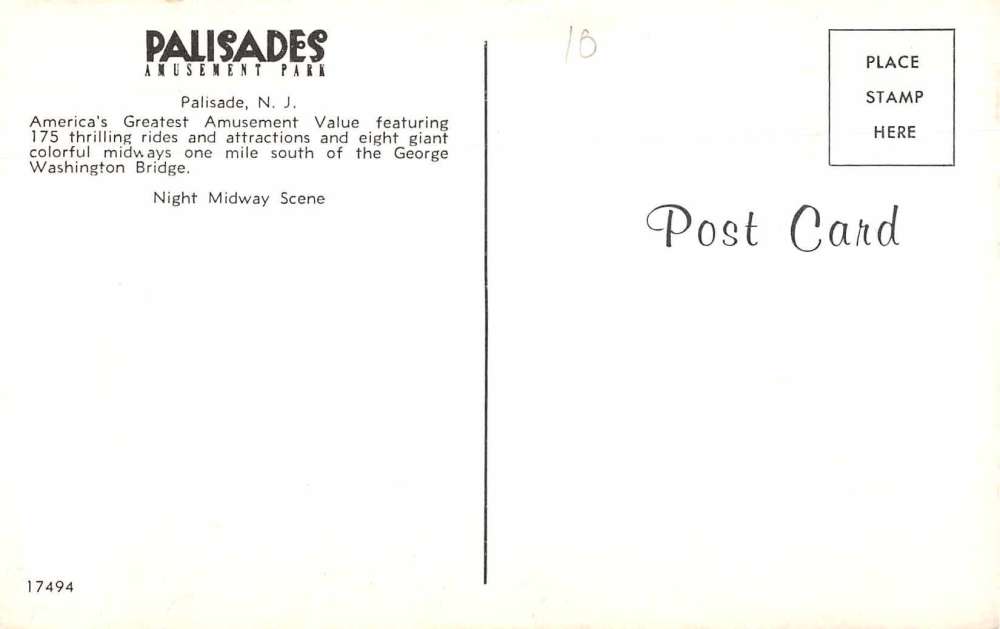 PALISADES
AMUSEMENT PARK
Palisade, N. J.
America's Greatest Amusement Value featuring
175 thrilling rides and attractions and eight giant
colorful midways one mile south of the George
Washington Bridge.
Night Midway Scene
17494
10
PLACE
STAMP
HERE
Post Card